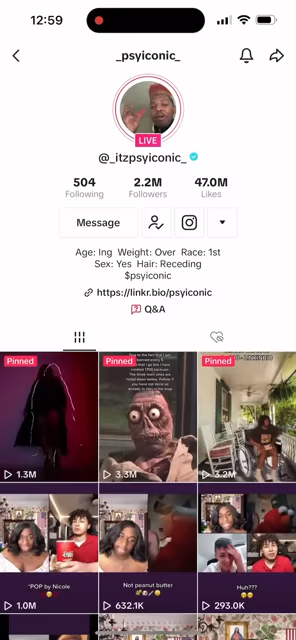 12:59
_psyiconic_
LIVE
@_itzpsyiconic_
504
Following
2.2M
Followers
47.0M
Likes
Message
Age: Ing Weight: Over Race: 1st
Sex: Yes Hair: Receding
$psyiconic
https://linkr.bio/psyiconic
Q&A
Pinned
1.3M
Pinned
3.3M
Pinned
3.2M
"POP by Nicole
1.0M
Not peanut butter
632.1K
Huh???
293.0K